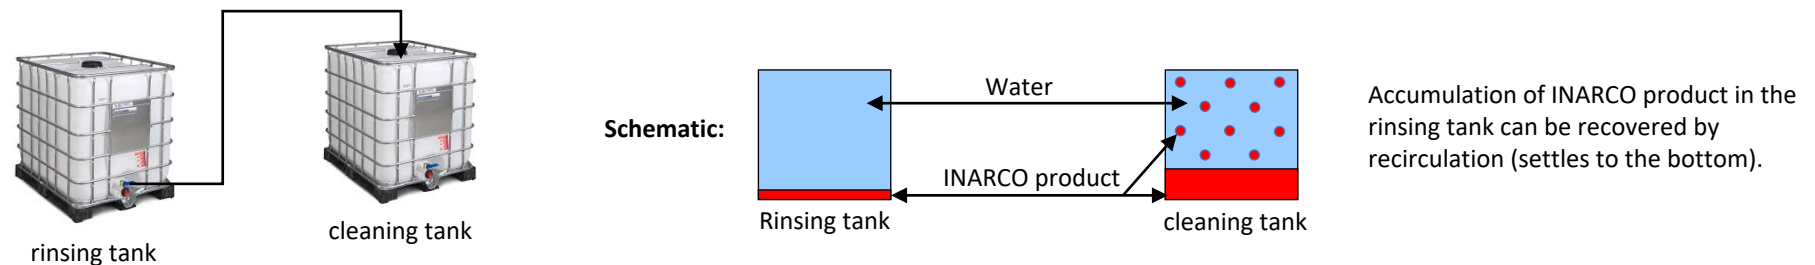 rinsing tank
cleaning tank
Schematic:
Water
INARCO product
Rinsing tank
cleaning tank
Accumulation of INARCO product in the
rinsing tank can be recovered by
recirculation (settles to the bottom).